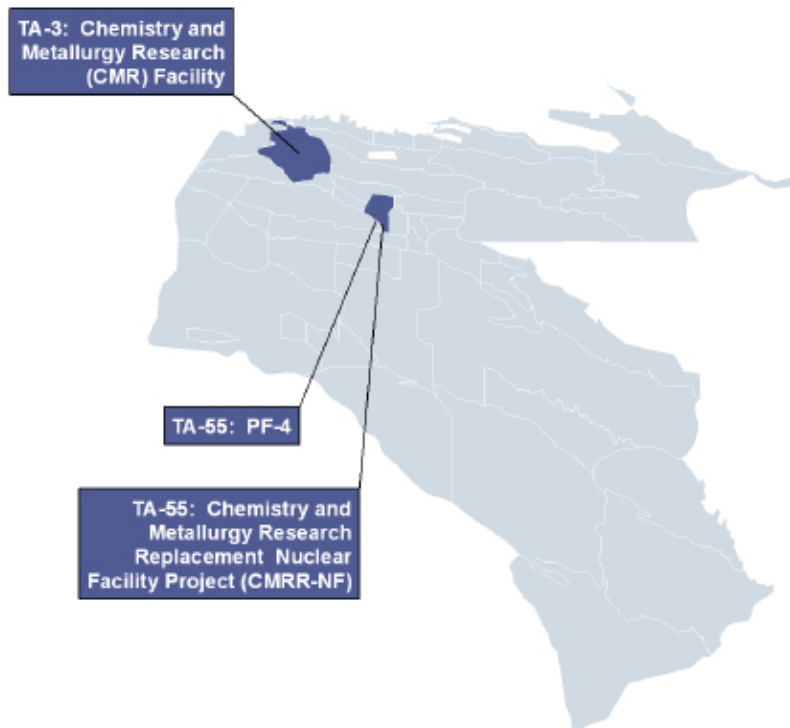 TA-3: Chemistry and
Metallurgy Research
(CMR) Facility
TA-55: PF-4
TA-55: Chemistry and
Metallurgy Research
Replacement Nuclear
Facility Project (CMRR-NF)